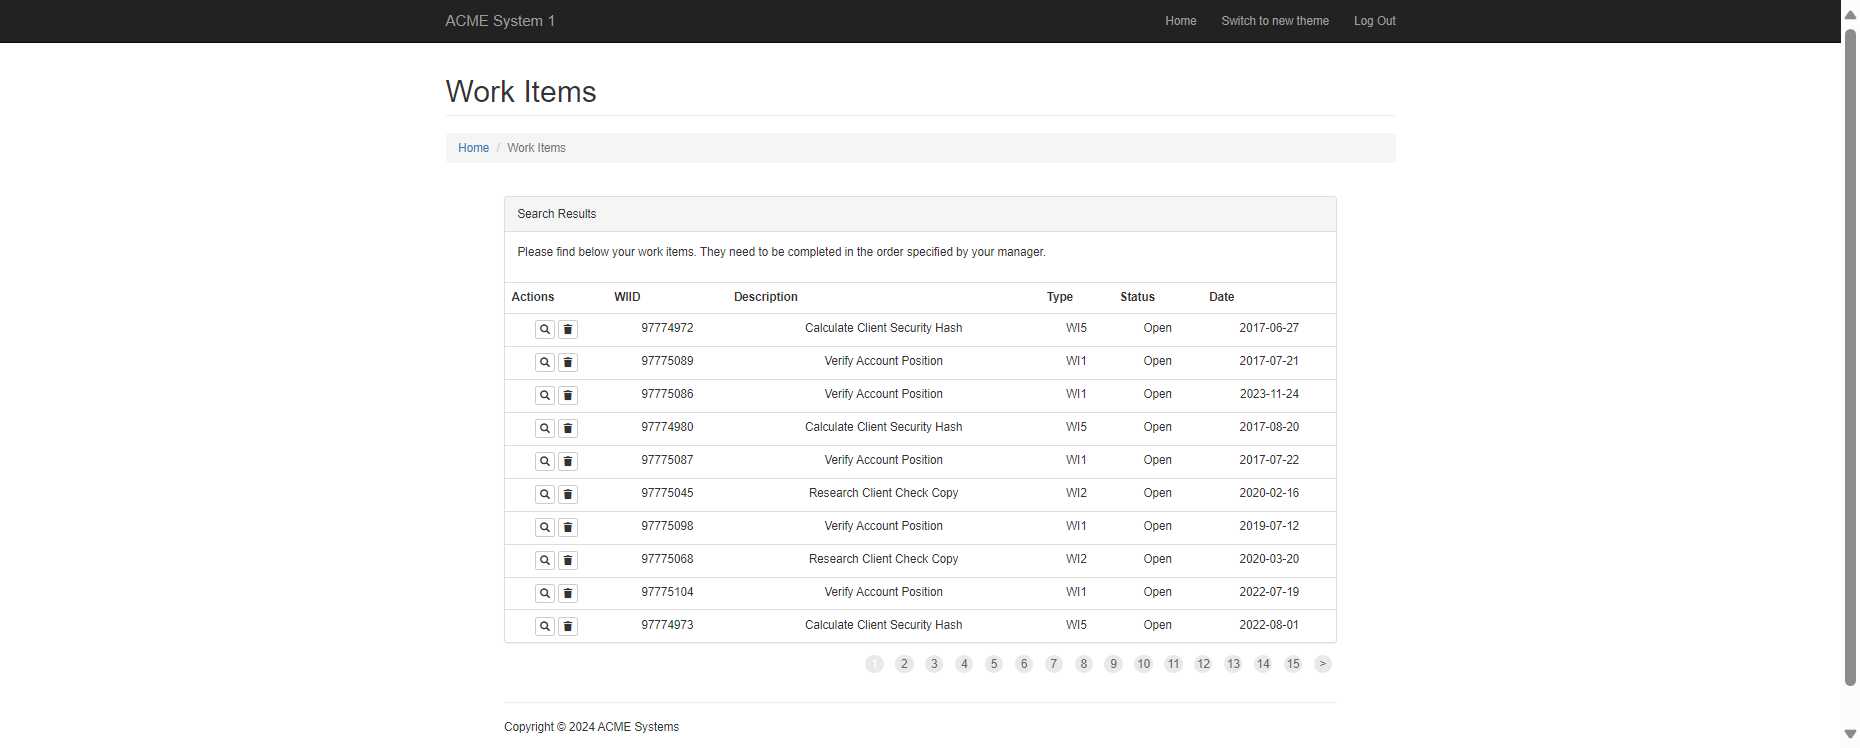 ACME System 1 Home Switch to new theme Log Out
Work Items
Home / Work Items
Search Results
Please find below your work items. They need to be completed in the order specified by your manager.
Actions WIID Description Type Status Date
97774972 Calculate Client Security Hash WI5 Open 2017-06-27
97775089 Verify Account Position WI1 Open 2017-07-21
97775086 Verify Account Position WI1 Open 2023-11-24
97774980 Calculate Client Security Hash WI5 Open 2017-08-20
97775087 Verify Account Position WI1 Open 2017-07-22
97775045 Research Client Check Copy WI2 Open 2020-02-16
97775098 Verify Account Position WI1 Open 2019-07-12
97775068 Research Client Check Copy WI2 Open 2020-03-20
97775104 Verify Account Position WI1 Open 2022-07-19
97774973 Calculate Client Security Hash WI5 Open 2022-08-01
1 2 3 4 5 6 7 8 9 10 11 12 13 14 15 >
Copyright © 2024 ACME Systems